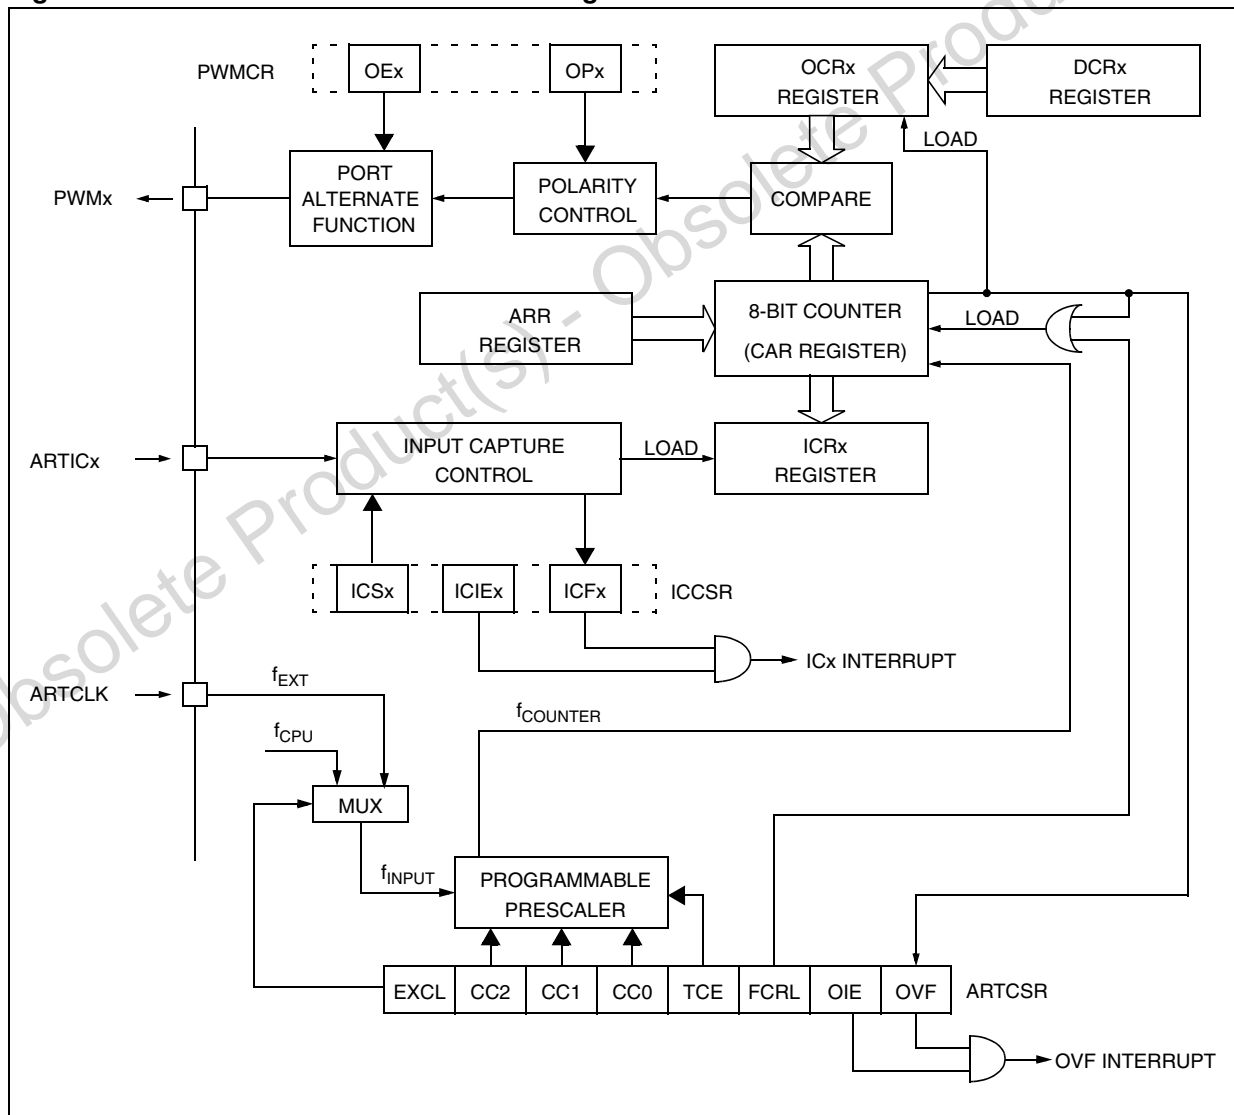 PWMCR
OEx
OPx
OCRx
REGISTER
DCRx
REGISTER
LOAD
PWMx
PORT
ALTERNATE
FUNCTION
POLARITY
CONTROL
COMPARE
ARR
REGISTER
8-BIT COUNTER
(CAR REGISTER)
LOAD
ARTICx
INPUT CAPTURE
CONTROL
LOAD
ICRx
REGISTER
ICSx
ICIEx
ICFx
ICCSR
ICx INTERRUPT
ARTCLK
fEXT
fCPU
fCOUNTER
MUX
fINPUT
PROGRAMMABLE
PRESCALER
EXCL CC2 CC1 CC0 TCE FCRL OIE OVF ARTCSR
OVF INTERRUPT
Obsolete Product(s) - Obsolete Produ